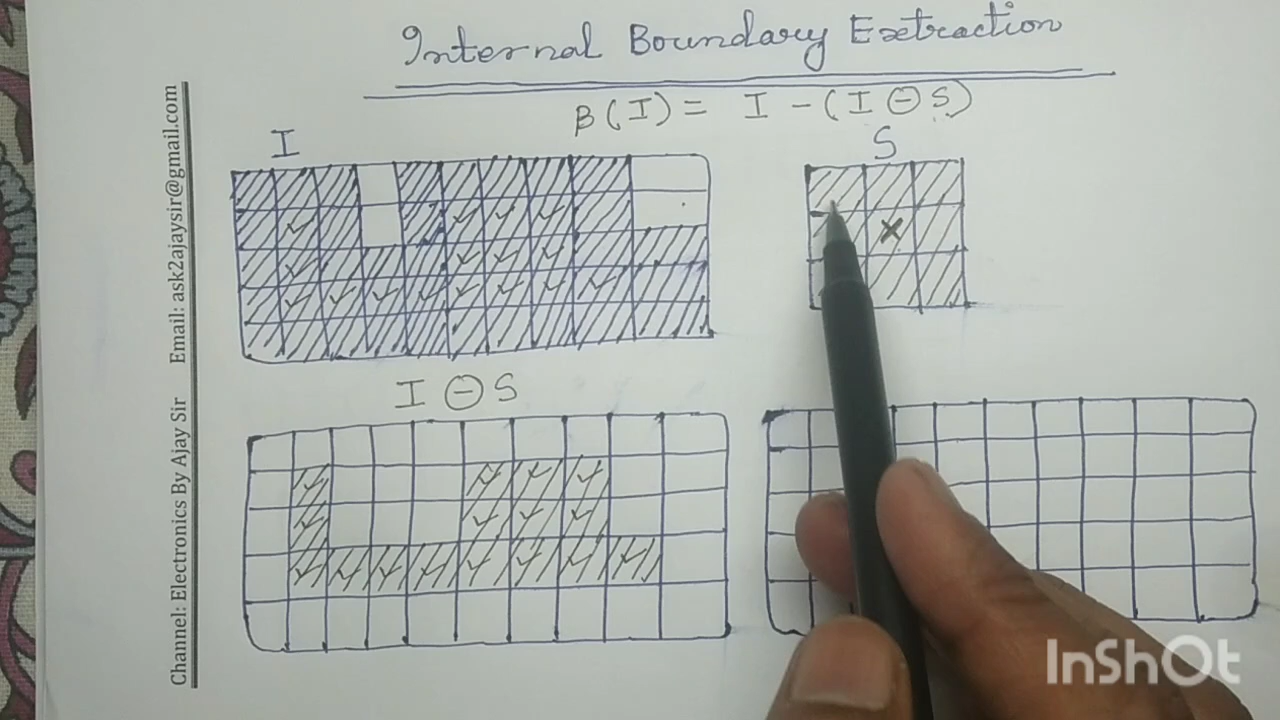 Internal Boundary Extraction
B(I) = I - (I ⊖ S)
I
S
I ⊖ S
Channel: Electronics By Ajay Sir Email: ask2ajaysir@gmail.com
InShOt